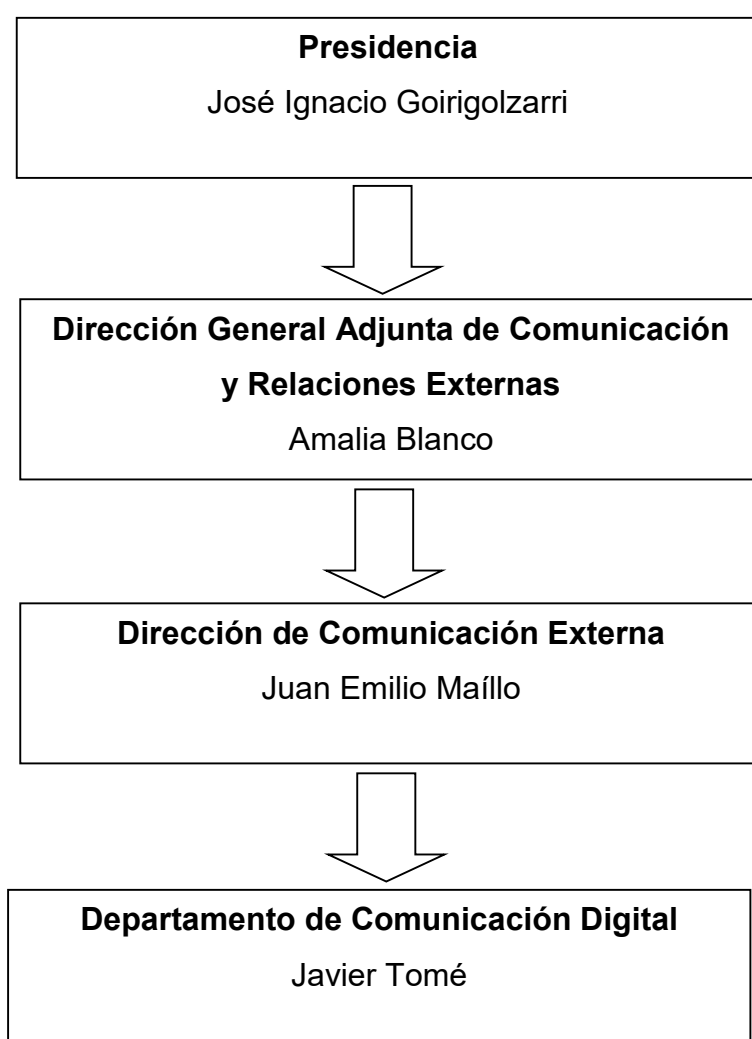 Presidencia
José Ignacio Goirigolzarri
Dirección General Adjunta de Comunicación
y Relaciones Externas
Amalia Blanco
Dirección de Comunicación Externa
Juan Emilio Maíllo
Departamento de Comunicación Digital
Javier Tomé